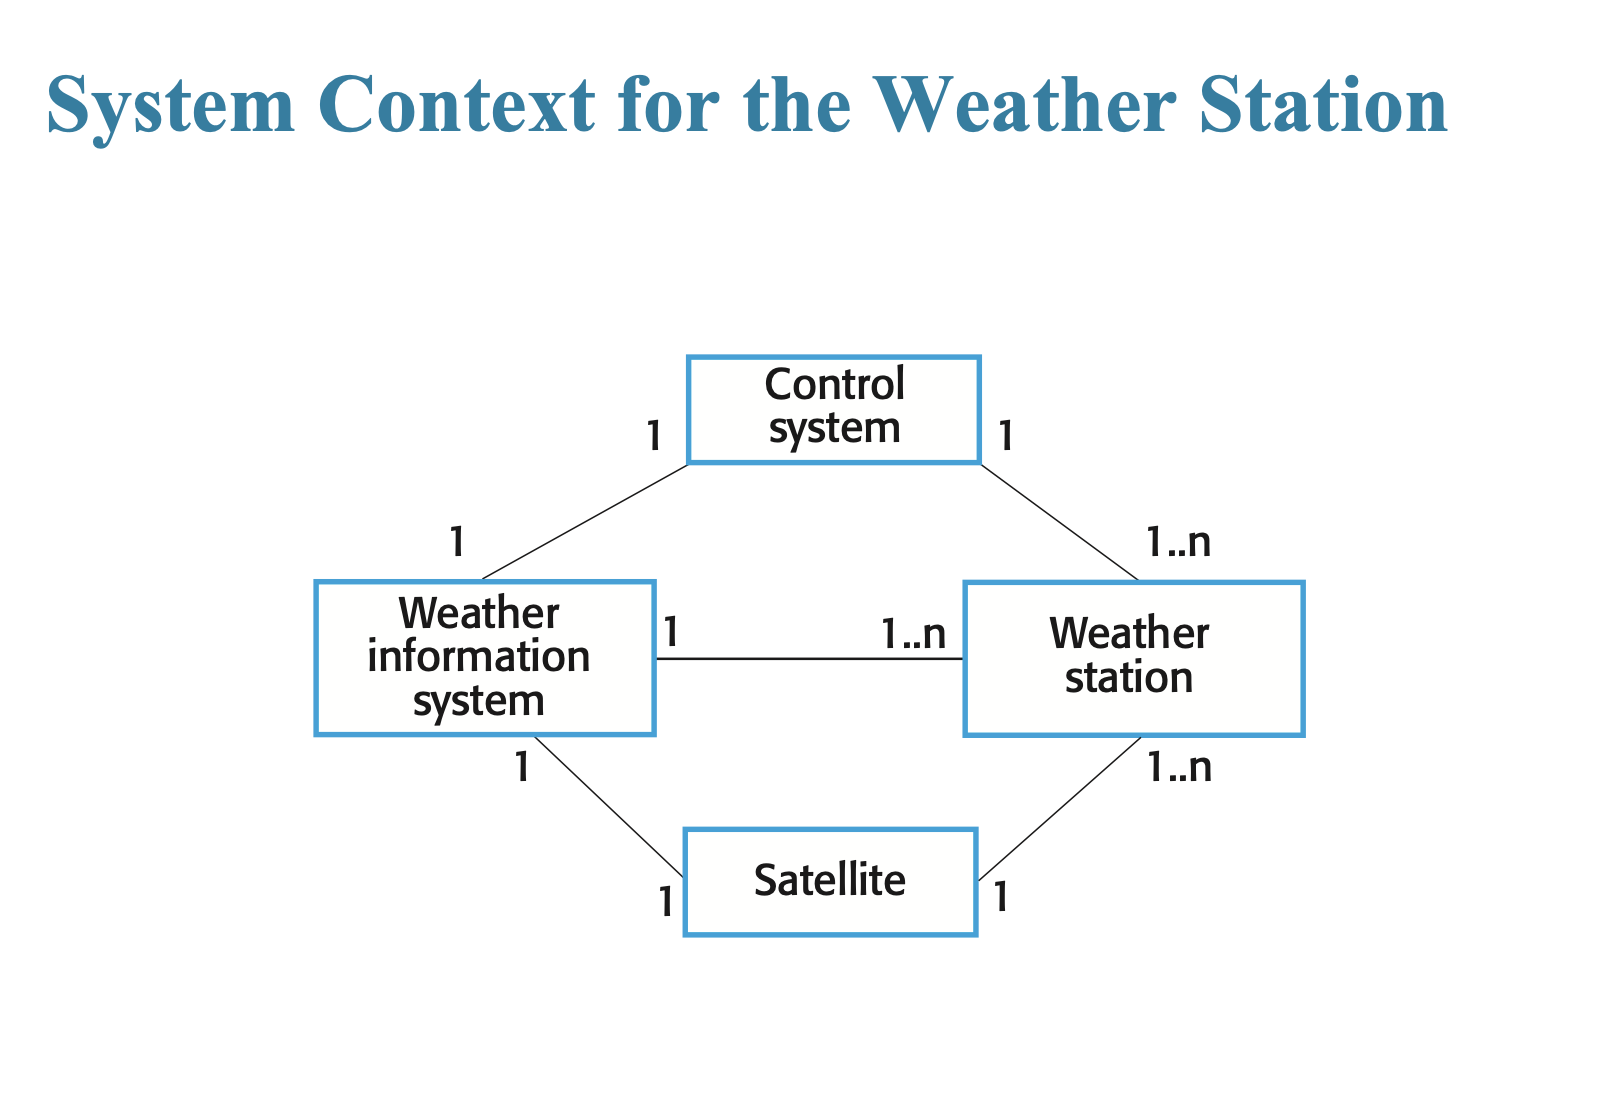 System Context for the Weather Station
Control
system
1
1
1
1..n
Weather
information
system
1
1..n
Weather
station
1
1..n
Satellite
1
1